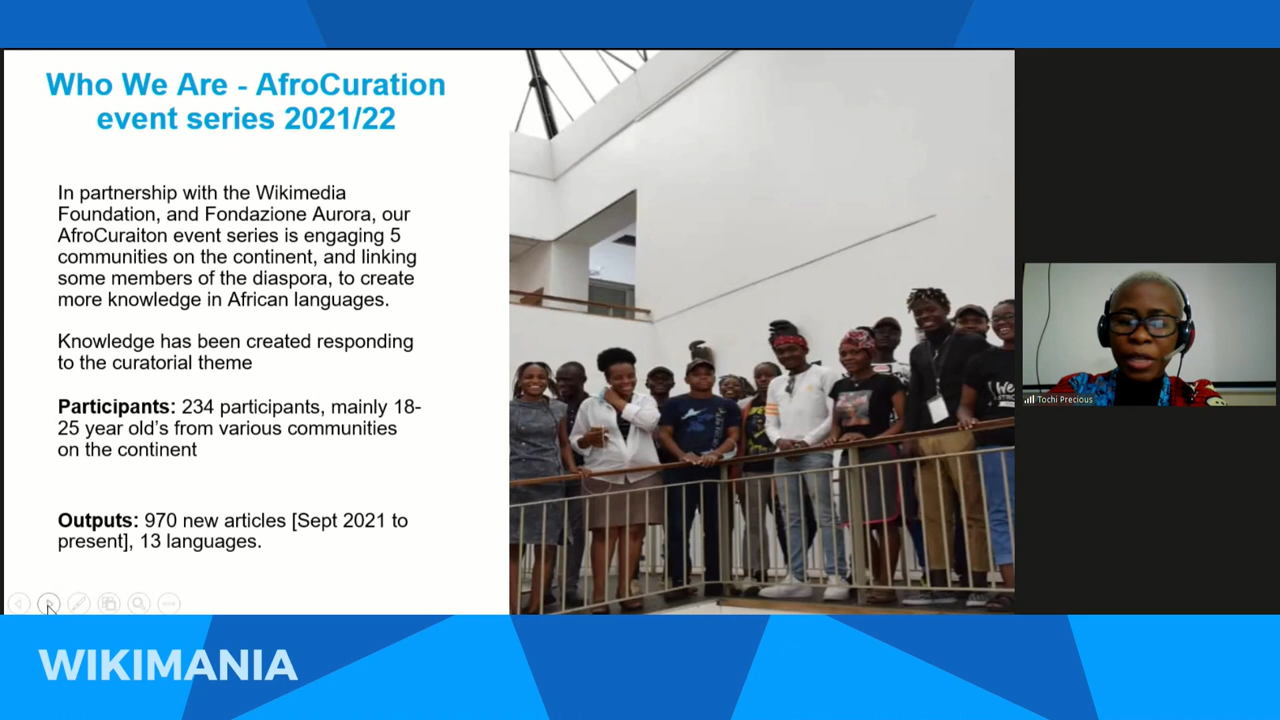 Who We Are - AfroCuration
event series 2021/22
In partnership with the Wikimedia
Foundation, and Fondazione Aurora, our
AfroCuraiton event series is engaging 5
communities on the continent, and linking
some members of the diaspora, to create
more knowledge in African languages.
Knowledge has been created responding
to the curatorial theme
Participants: 234 participants, mainly 18-
25 year old’s from various communities
on the continent
Outputs: 970 new articles [Sept 2021 to
present], 13 languages.
Tochi Precious
WIKIMANIA